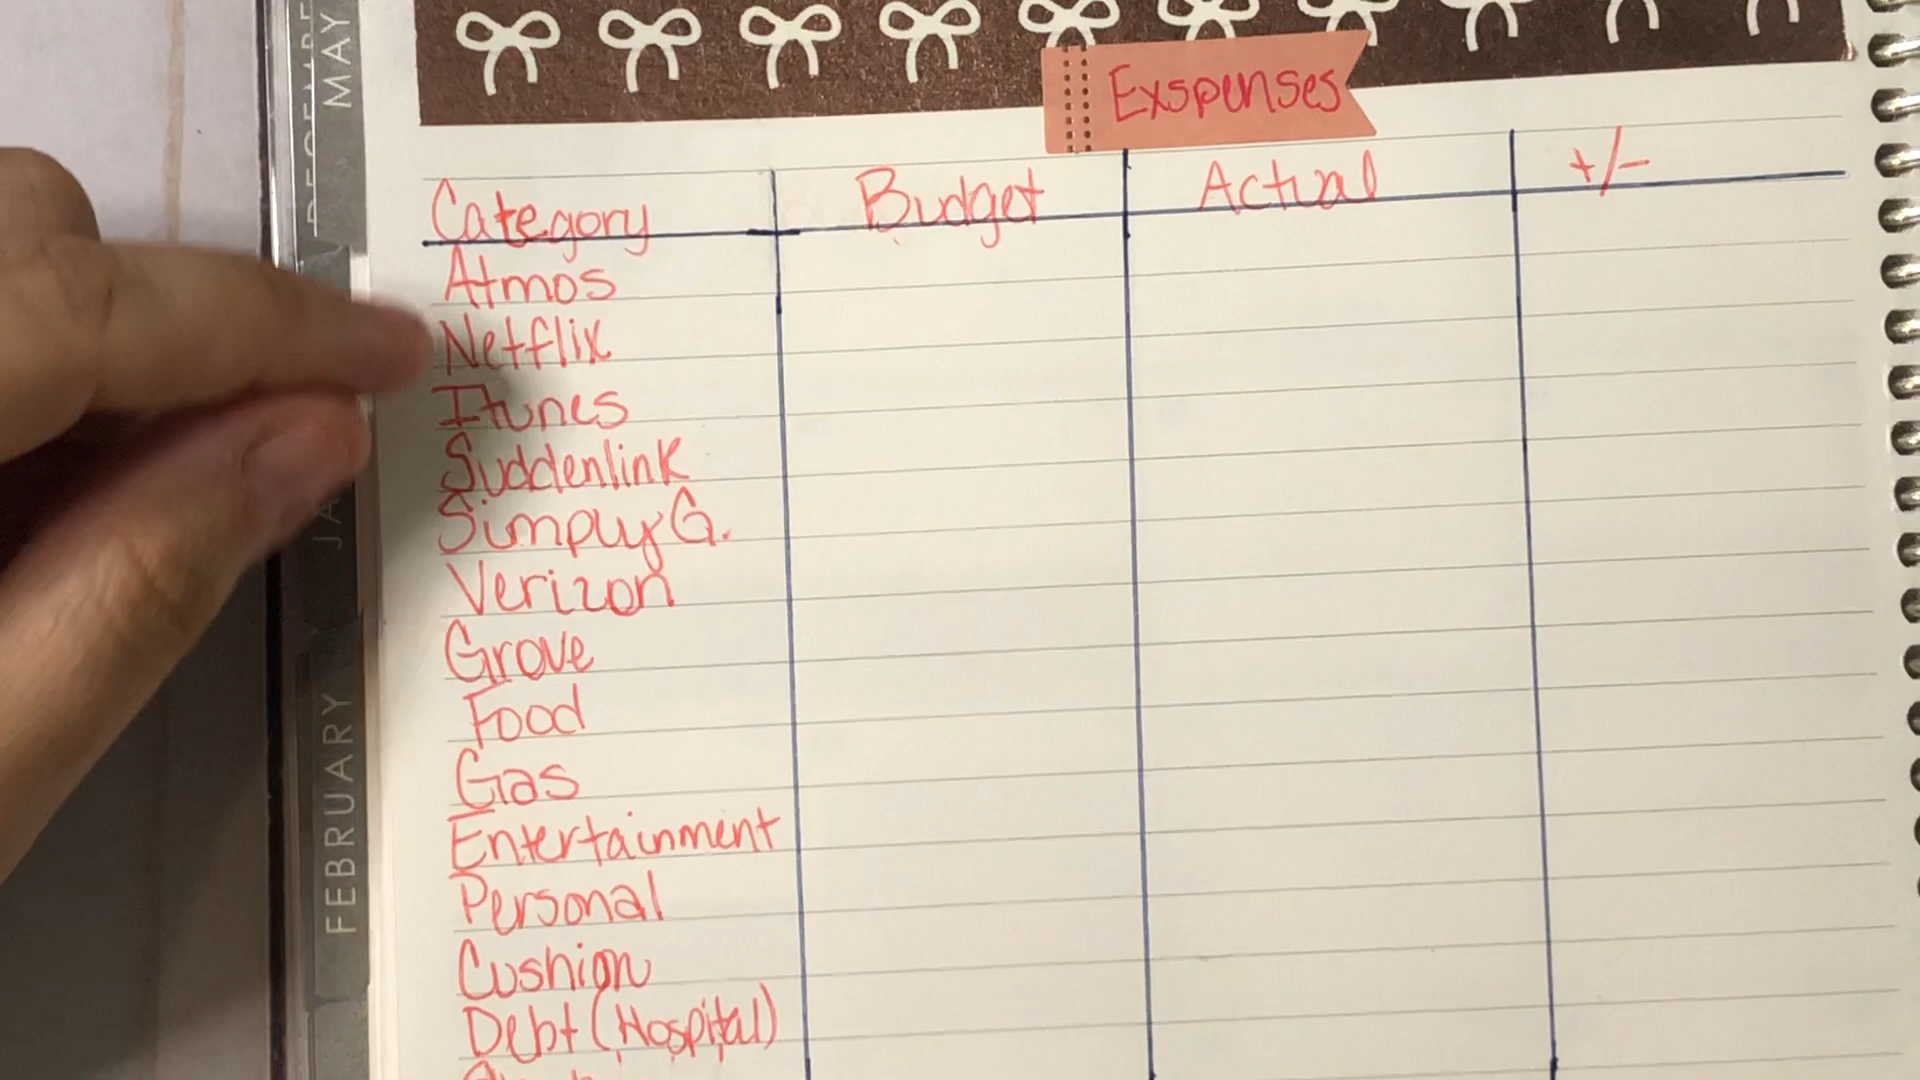 MAY
Exspenses
Category Budget Actual +/-
Atmos
Netflix
Itunes
Suddenlink
Simply G.
Verizon
Grove
Food
Gas
Entertainment
Personal
Cushion
Debt (Hospital)
FEBRUARY